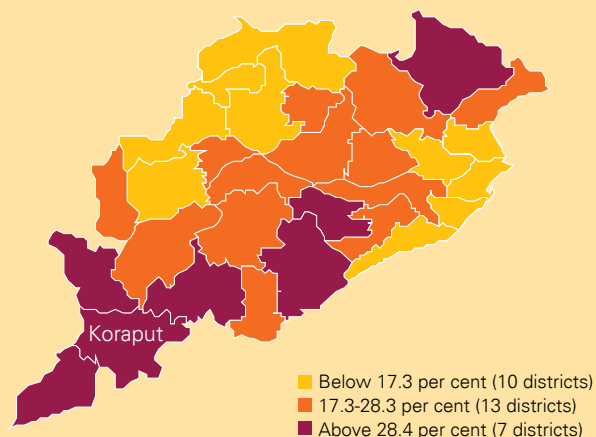 Koraput
Below 17.3 per cent (10 districts)
17.3-28.3 per cent (13 districts)
Above 28.4 per cent (7 districts)